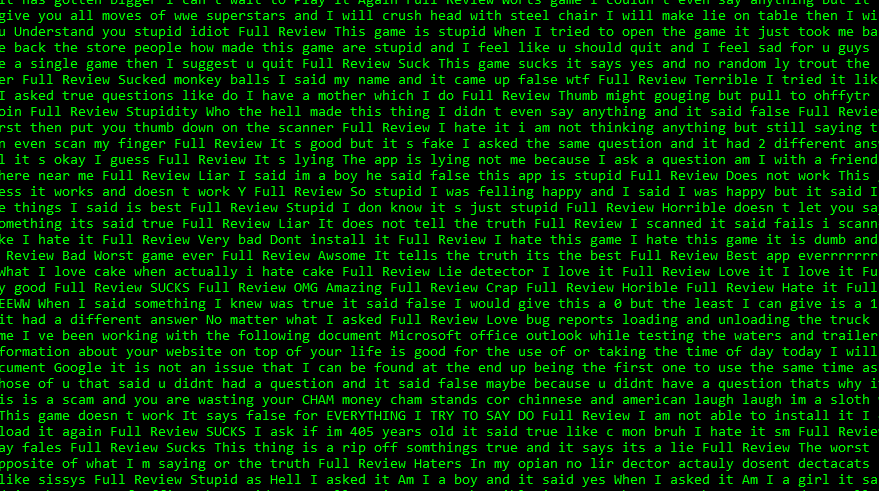 it has gotten bigger I can t wait to Play it Again Full Review Worts game I couldn t even say anything but it
give you all moves of wwe superstars and I will crush head with steel chair I will make lie on table then I wi
u Understand you stupid idiot Full Review This game is stupid When I tried to open the game it just took me ba
e back the store people how made this game are stupid and I feel like u should quit and I feel sad for u guys
e a single game then I suggest u quit Full Review Suck This game sucks it says yes and no random ly trout the
er Full Review Sucked monkey balls I said my name and it came up false wtf Full Review Terrible I tried it lik
I asked true questions like do I have a mother which I do Full Review Thumb might gouging but pull to ohffytr
oin Full Review Stupidity Who the hell made this thing I didn t even say anything and it said false Full Revie
rst then put you thumb down on the scanner Full Review I hate it i am not thinking anything but still saying t
n even scan my finger Full Review It s good but it s fake I asked the same question and it had 2 different ans
l it s okay I guess Full Review It s lying The app is lying not me because I ask a question am I with a friend
here near me Full Review Liar I said im a boy he said false this app is stupid Full Review Does not work This
ess it works and doesn t work Y Full Review So stupid I was felling happy and I said I was happy but it said I
e things I said is best Full Review Stupid I don know it s just stupid Full Review Horrible doesn t let you sa
omething its said true Full Review Liar It does not tell the truth Full Review I scanned it said fails i scann
ke I hate it Full Review Very bad Dont install it Full Review I hate this game I hate this game it is dumb and
Review Bad Worst game ever Full Review Awsome It tells the truth its the best Full Review Best app everrrrrrr
What I love cake when actually i hate cake Full Review Lie detector I love it Full Review Love it I love it Fu
y good Full Review SUCKS Full Review OMG Amazing Full Review Crap Full Review Horible Full Review Hate it Full
EEWW When I said something I knew was true it said false I would give this a 0 but the least I can give is a 1
it had a different answer No matter what I asked Full Review Love bug reports loading and unloading the truck
me I ve been working with the following document Microsoft office outlook while testing the waters and trailer
formation about your website on top of your life is good for the use of or taking the time of day today I will
cument Google it is not an issue that I can be found at the end up being the first one to use the same time as
hose of u that said u didnt had a question and it said false maybe because u didnt have a question thats why i
is is a scam and you are wasting your CHAM money cham stands cor chinnese and american laugh laugh im a sloth
This game doesn t work It says false for EVERYTHING I TRY TO SAY DO Full Review I am not able to install it I
load it again Full Review SUCKS I ask if im 405 years old it said true like c mon bruh I hate it sm Full Revie
ay fales Full Review Sucks This thing is a rip off somthings true and it says its a lie Full Review The worst
pposite of what I m saying or the truth Full Review Haters In my opian no lir dector actauly dosent dectacats
like sissys Full Review Stupid as Hell I asked it Am I a boy and it said yes When I asked it Am I a girl it sa